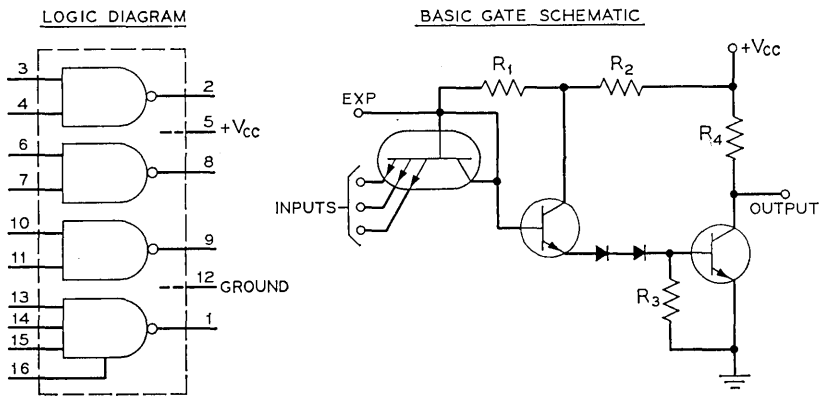 LOGIC DIAGRAM
3
4
2
5 +VCC
6
7
8
10
11
9
12 GROUND
13
14
15
16
1
BASIC GATE SCHEMATIC
+VCC
R1
R2
EXP
R4
INPUTS
OUTPUT
R3